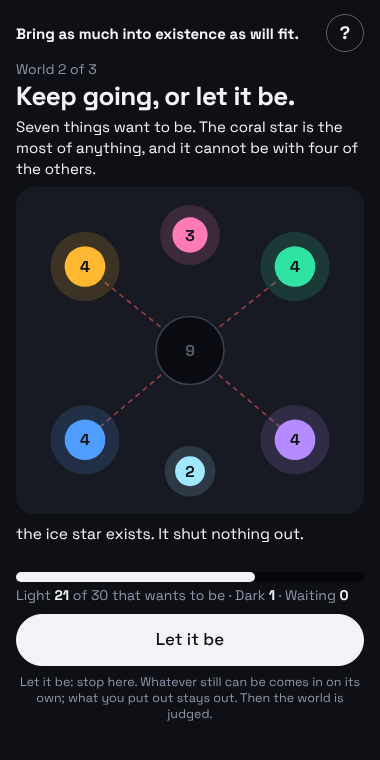 Bring as much into existence as will fit.
?
World 2 of 3
Keep going, or let it be.
Seven things want to be. The coral star is the
most of anything, and it cannot be with four of
the others.
3
4
4
9
4
4
2
the ice star exists. It shut nothing out.
Light 21 of 30 that wants to be · Dark 1 · Waiting 0
Let it be
Let it be: stop here. Whatever still can be comes in on its
own; what you put out stays out. Then the world is
judged.